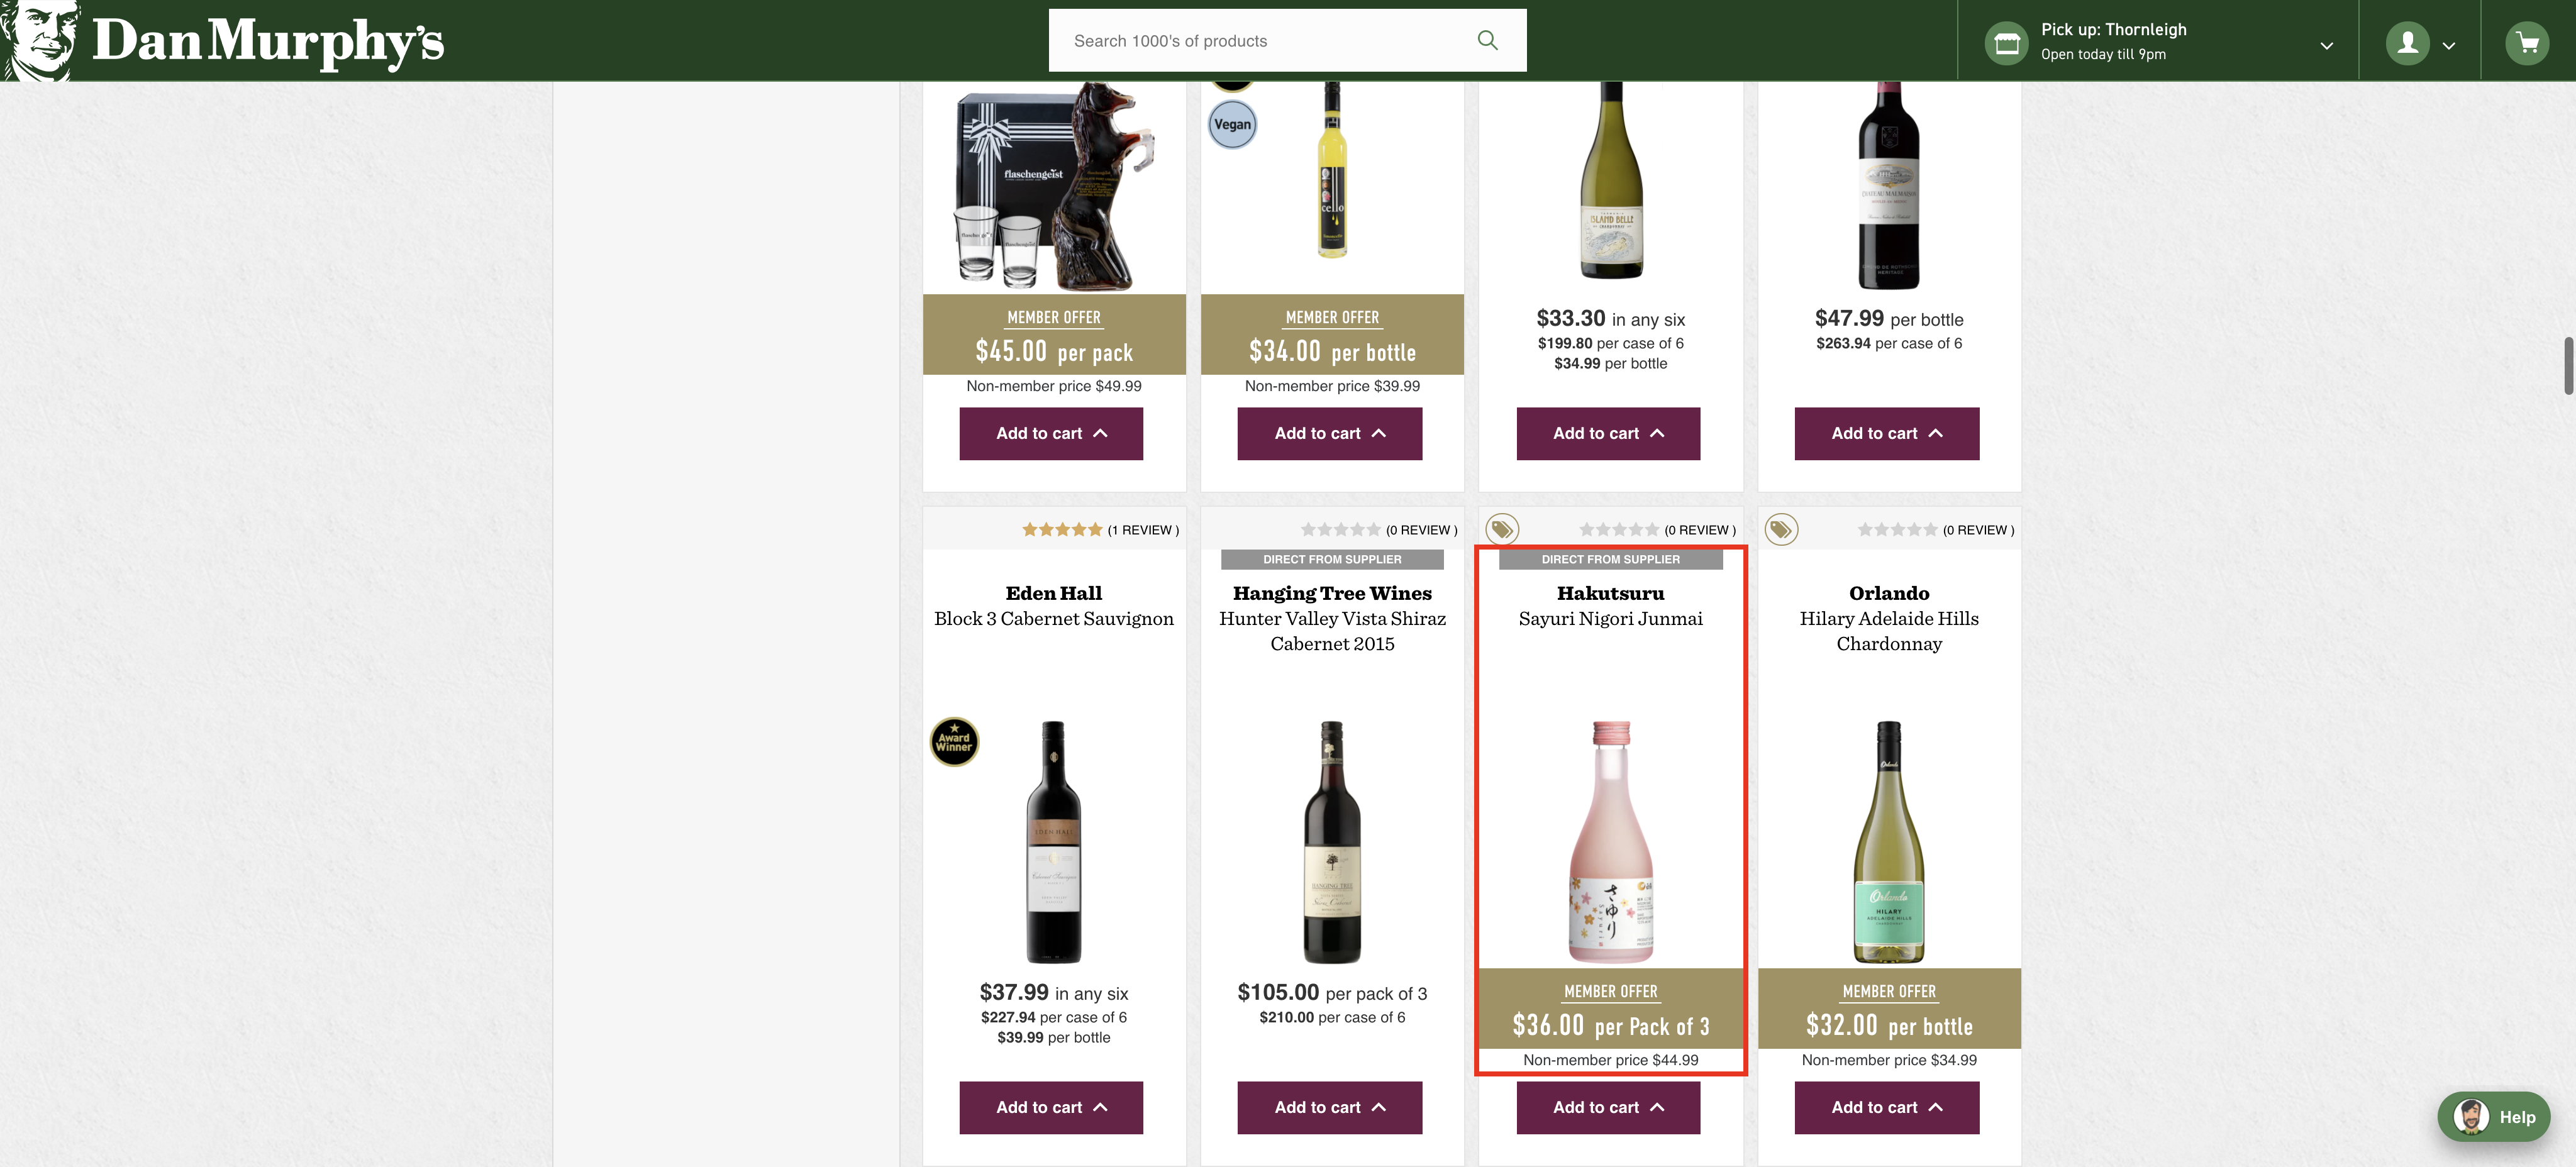 Dan Murphy's
Search 1000's of products
Pick up: Thornleigh
Open today till 9pm
flaschengeist
Vegan
cello
ISLAND BELLE
MEMBER OFFER
$45.00 per pack
Non-member price $49.99
Add to cart
MEMBER OFFER
$34.00 per bottle
Non-member price $39.99
Add to cart
$33.30 in any six
$199.80 per case of 6
$34.99 per bottle
Add to cart
$47.99 per bottle
$263.94 per case of 6
Add to cart
(1 REVIEW )
Eden Hall
Block 3 Cabernet Sauvignon
Award
Winner
EDEN HALL
$37.99 in any six
$227.94 per case of 6
$39.99 per bottle
Add to cart
(0 REVIEW )
DIRECT FROM SUPPLIER
Hanging Tree Wines
Hunter Valley Vista Shiraz
Cabernet 2015
HANGING TREE
$105.00 per pack of 3
$210.00 per case of 6
Add to cart
(0 REVIEW )
DIRECT FROM SUPPLIER
Hakutsuru
Sayuri Nigori Junmai
さゆり
MEMBER OFFER
$36.00 per Pack of 3
Non-member price $44.99
Add to cart
(0 REVIEW )
Orlando
Hilary Adelaide Hills
Chardonnay
Orlando
HILARY
ADELAIDE HILLS
MEMBER OFFER
$32.00 per bottle
Non-member price $34.99
Add to cart
Help